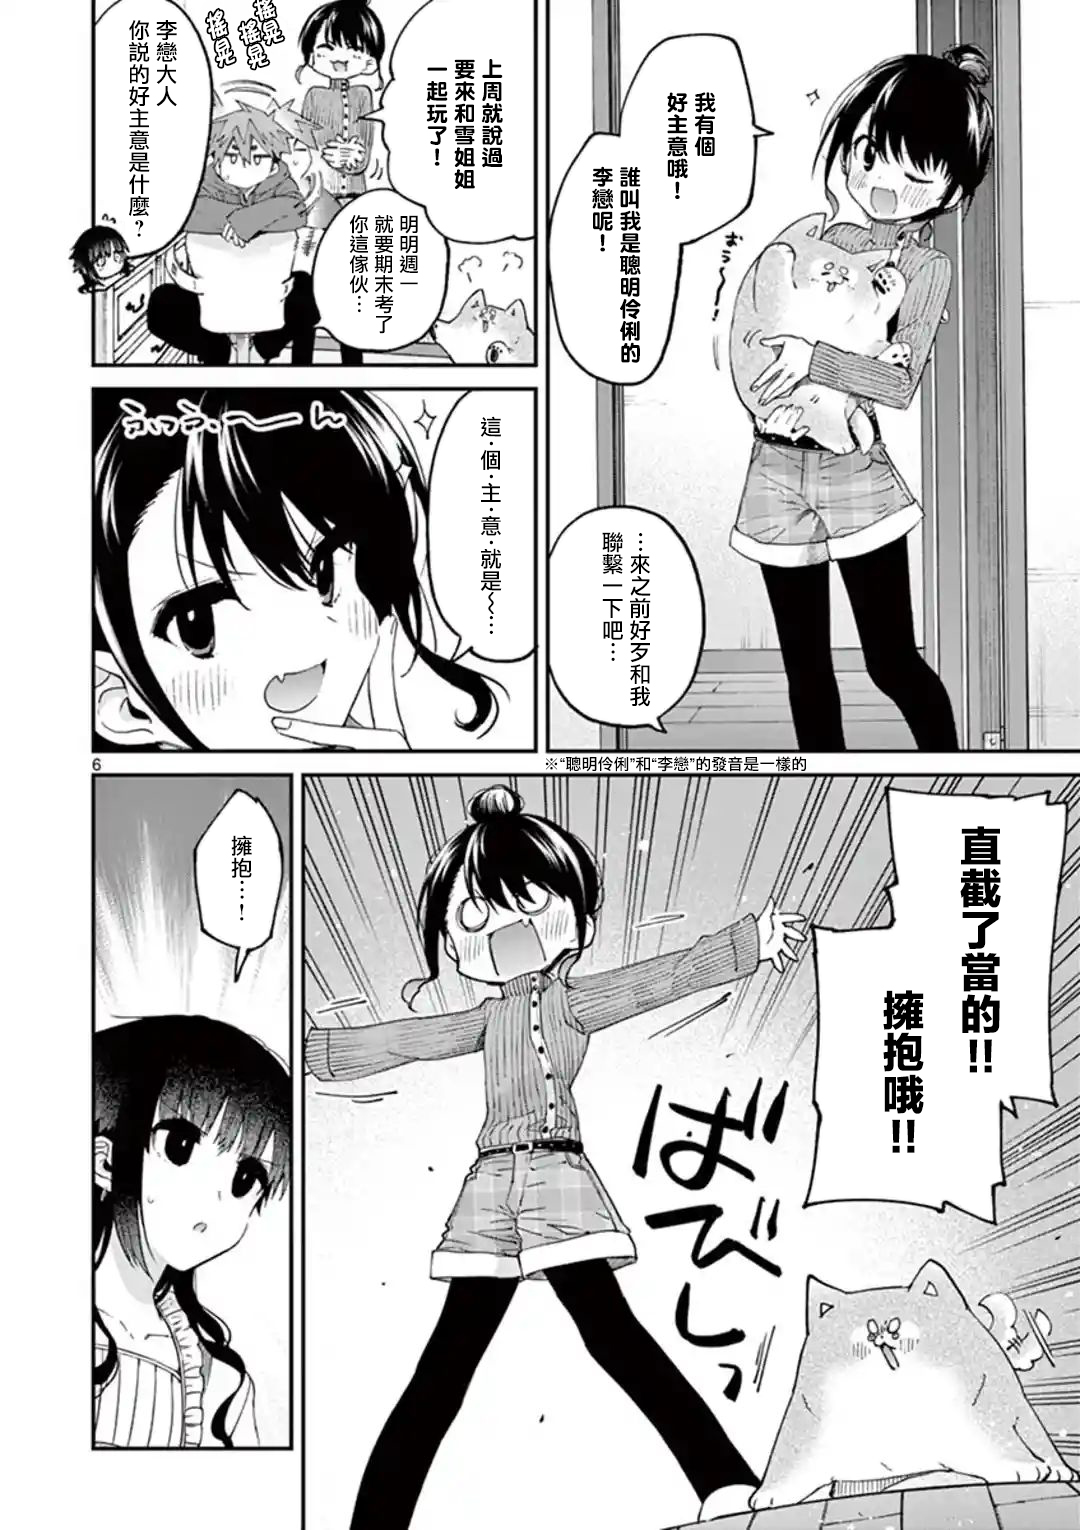 我有個
好主意哦！
誰叫我是聰明伶俐的
李戀呢！
おぅ〜ぅ
…來之前好歹和我
聯繫一下吧…
※“聰明伶俐”和“李戀”的發音是一樣的
上周就說過
要來和雪姐姐
一起玩了！
明明週一
就要期末考了
你這傢伙…
搖晃
搖晃
搖晃
李戀大人
你說的好主意是什麼？
這·個·主·意·就是～…
6
直截了當的!!
擁抱哦!!
ばびしっ
擁抱…！